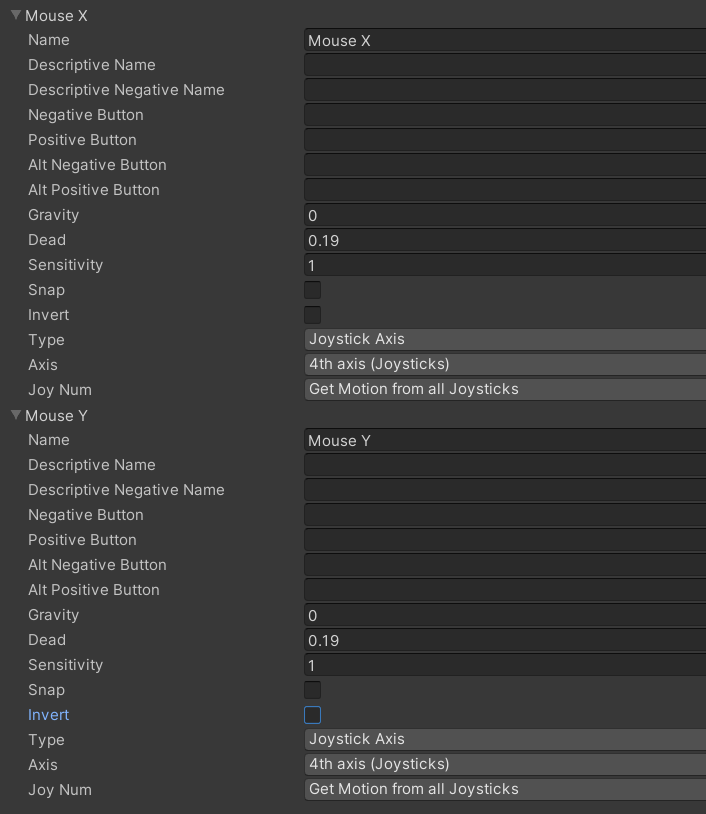 Mouse X
Name Mouse X
Descriptive Name
Descriptive Negative Name
Negative Button
Positive Button
Alt Negative Button
Alt Positive Button
Gravity 0
Dead 0.19
Sensitivity 1
Snap
Invert
Type Joystick Axis
Axis 4th axis (Joysticks)
Joy Num Get Motion from all Joysticks
Mouse Y
Name Mouse Y
Descriptive Name
Descriptive Negative Name
Negative Button
Positive Button
Alt Negative Button
Alt Positive Button
Gravity 0
Dead 0.19
Sensitivity 1
Snap
Invert
Type Joystick Axis
Axis 4th axis (Joysticks)
Joy Num Get Motion from all Joysticks